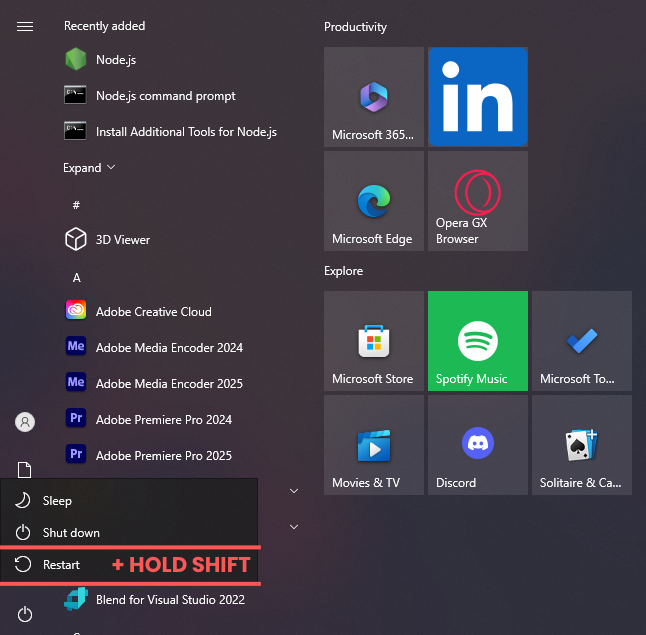 Recently added
Node.js
Node.js command prompt
Install Additional Tools for Node.js
Expand
#
3D Viewer
A
Adobe Creative Cloud
Me Adobe Media Encoder 2024
Me Adobe Media Encoder 2025
Pr Adobe Premiere Pro 2024
Pr Adobe Premiere Pro 2025
Sleep
Shut down
Restart + HOLD SHIFT
Blend for Visual Studio 2022
Productivity
Microsoft 365...
in
Microsoft Edge
Opera GX
Browser
Explore
Microsoft Store
Spotify Music
Microsoft To...
Movies & TV
Discord
Solitaire & Ca...